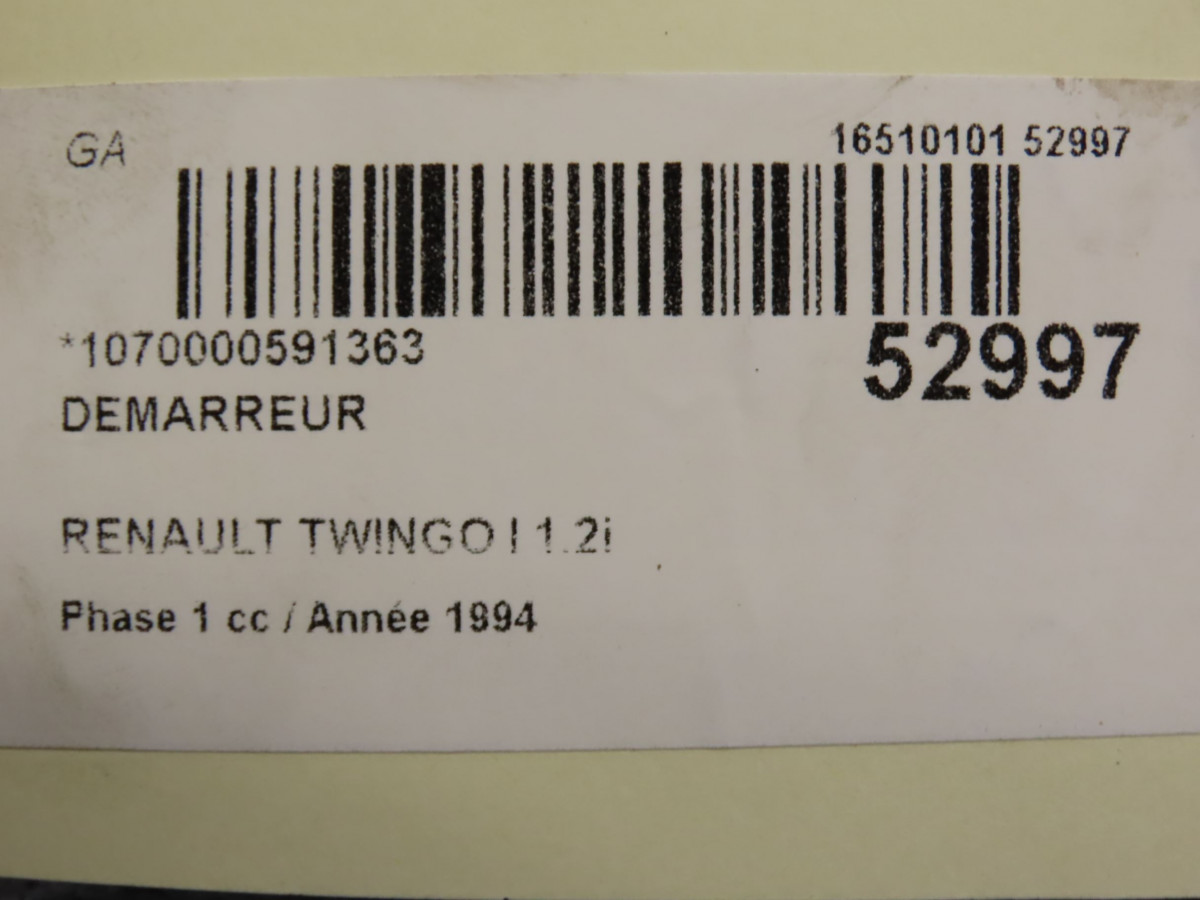 GA
16510101 52997
*1070000591363
52997
DEMARREUR
RENAULT TWINGO I 1.2i
Phase 1 cc / Année 1994